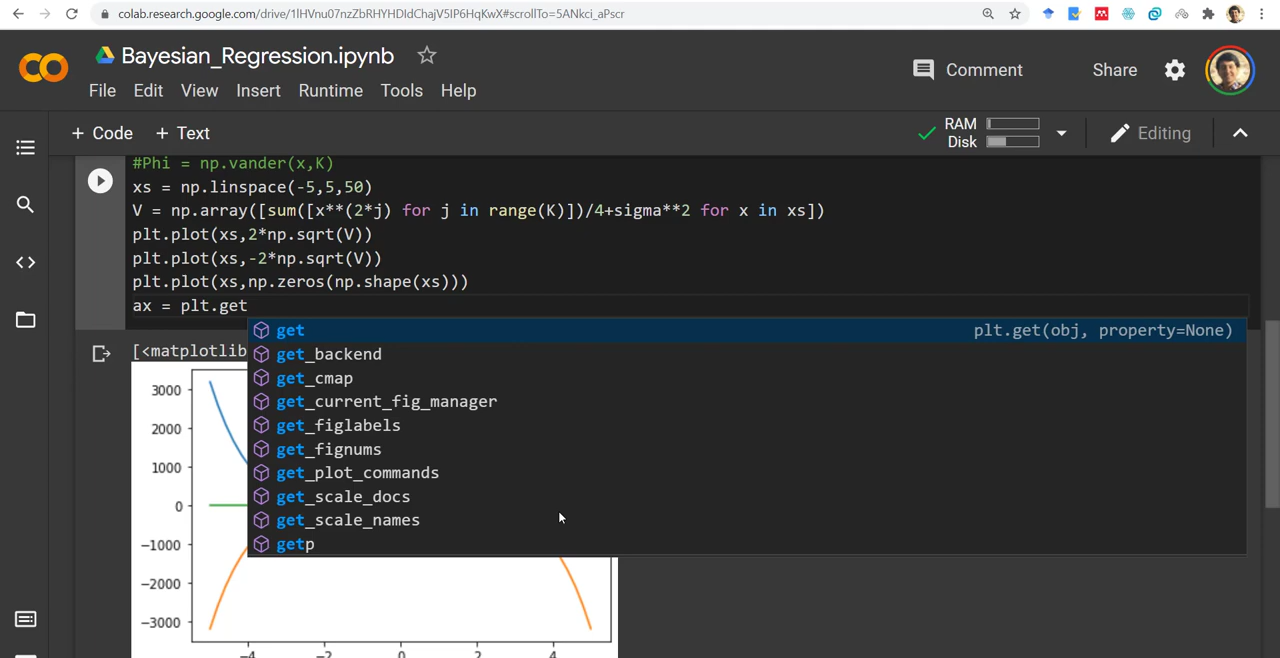 colab.research.google.com/drive/1lHVnu07nzZbRHYHDIdChajV5IP6HqKwX#scrollTo=5ANkci_aPscr
CO Bayesian_Regression.ipynb
Comment Share
File Edit View Insert Runtime Tools Help
+ Code + Text
RAM
Disk
Editing
#Phi = np.vander(x,K)
xs = np.linspace(-5,5,50)
V = np.array([sum([x**(2*j) for j in range(K)])/4+sigma**2 for x in xs])
plt.plot(xs,2*np.sqrt(V))
plt.plot(xs,-2*np.sqrt(V))
plt.plot(xs,np.zeros(np.shape(xs)))
ax = plt.get
get plt.get(obj, property=None)
get_backend
get_cmap
get_current_fig_manager
get_figlabels
get_fignums
get_plot_commands
get_scale_docs
get_scale_names
getp
[<matplotlib
3000
2000
1000
0
−1000
−2000
−3000
−4 −2 0 2 4